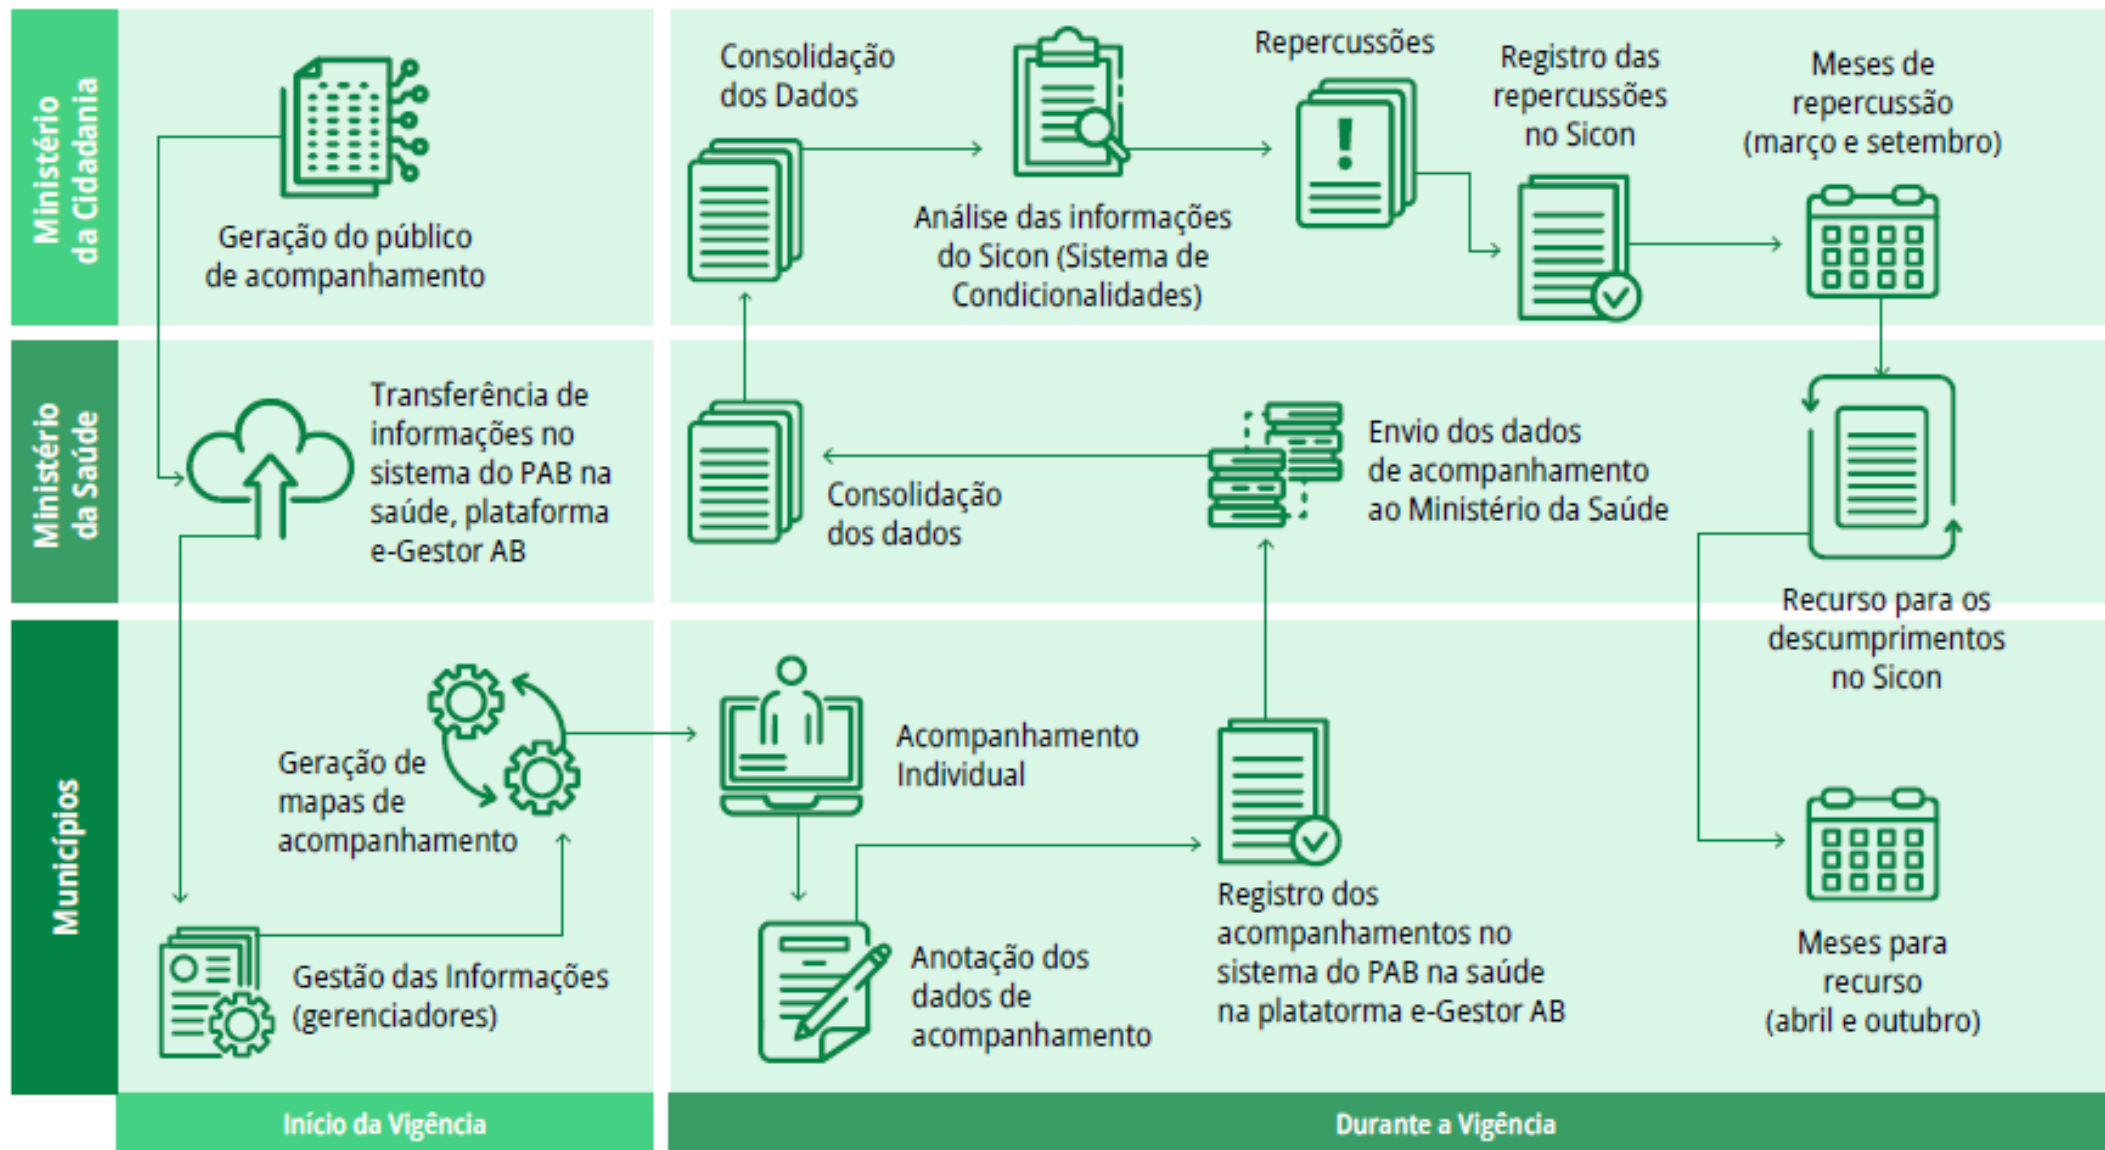 Ministério
da Cidadania
Geração do público
de acompanhamento
Consolidação
dos Dados
Análise das informações
do Sicon (Sistema de
Condicionalidades)
Repercussões
Registro das
repercussões
no Sicon
Meses de
repercussão
(março e setembro)
Ministério
da Saúde
Transferência de
informações no
sistema do PAB na
saúde, plataforma
e-Gestor AB
Consolidação
dos dados
Envio dos dados
de acompanhamento
ao Ministério da Saúde
Recurso para os
descumprimentos
no Sicon
Municípios
Geração de
mapas de
acompanhamento
Gestão das Informações
(gerenciadores)
Acompanhamento
Individual
Anotação dos
dados de
acompanhamento
Registro dos
acompanhamentos no
sistema do PAB na saúde
na platatorma e-Gestor AB
Meses para
recurso
(abril e outubro)
Início da Vigência
Durante a Vigência